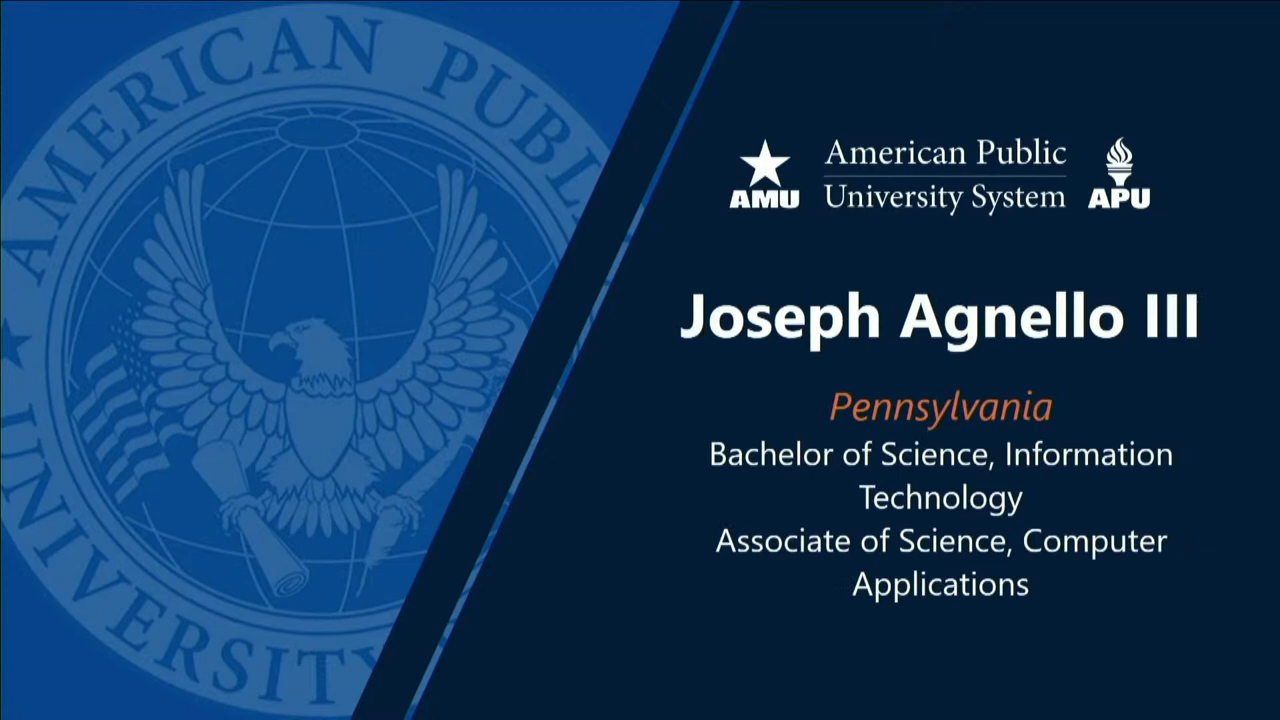 AMERICAN PUBLI
UNIVERSITY
AMU
American Public
University System
APU
Joseph Agnello III
Pennsylvania
Bachelor of Science, Information
Technology
Associate of Science, Computer
Applications